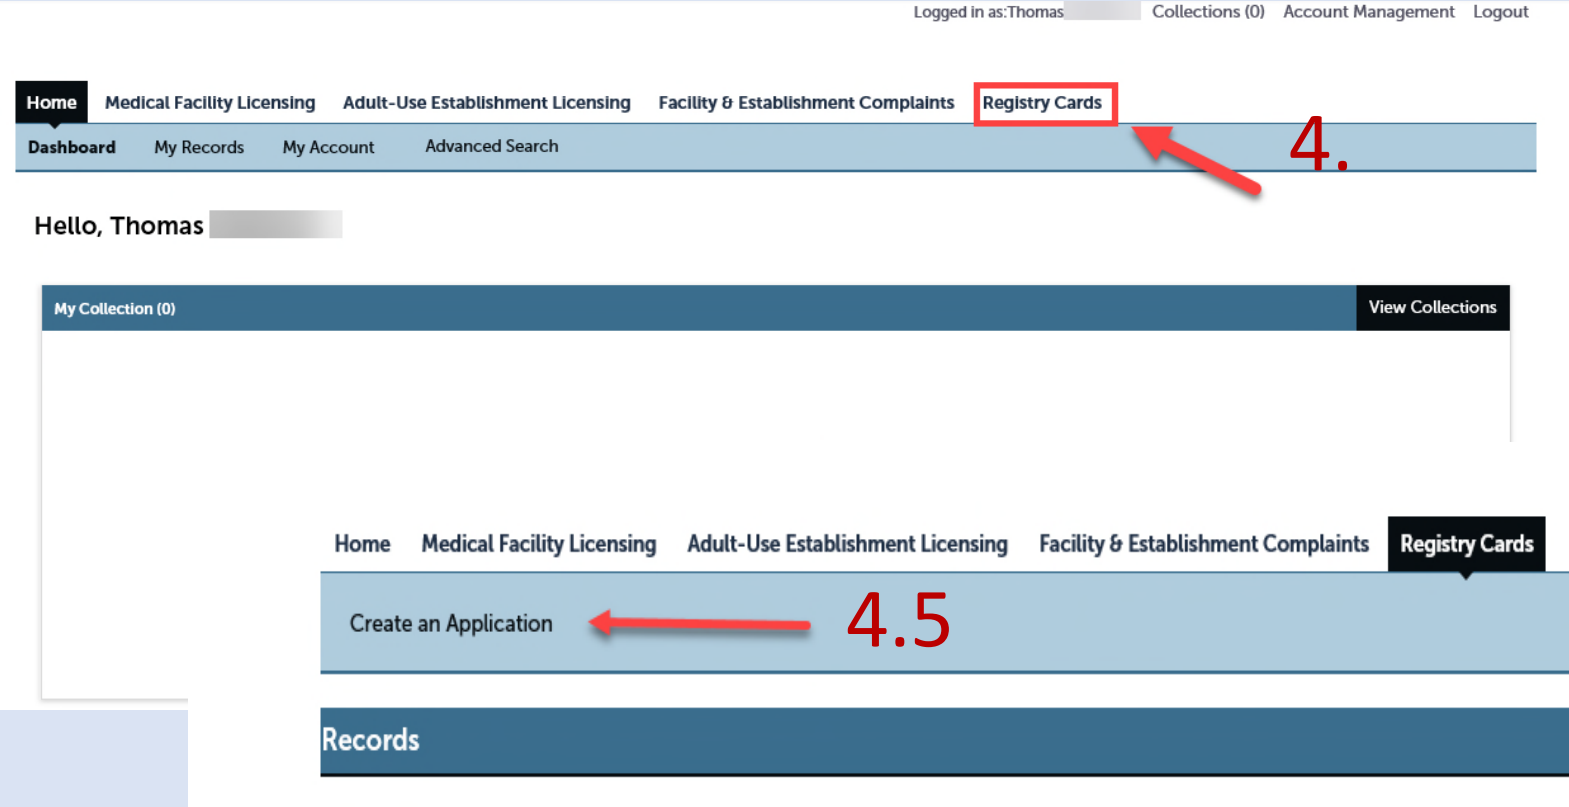 Logged in as:Thomas Collections (0) Account Management Logout
Home Medical Facility Licensing Adult-Use Establishment Licensing Facility & Establishment Complaints Registry Cards
4.
Dashboard My Records My Account Advanced Search
Hello, Thomas
My Collection (0) View Collections
Home Medical Facility Licensing Adult-Use Establishment Licensing Facility & Establishment Complaints Registry Cards
Create an Application 4.5
Records